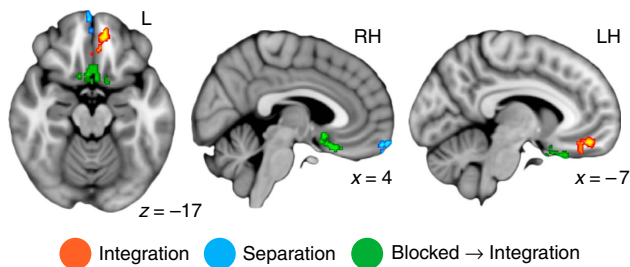 L
RH
LH
z = −17
x = 4
x = −7
Integration
Separation
Blocked → Integration